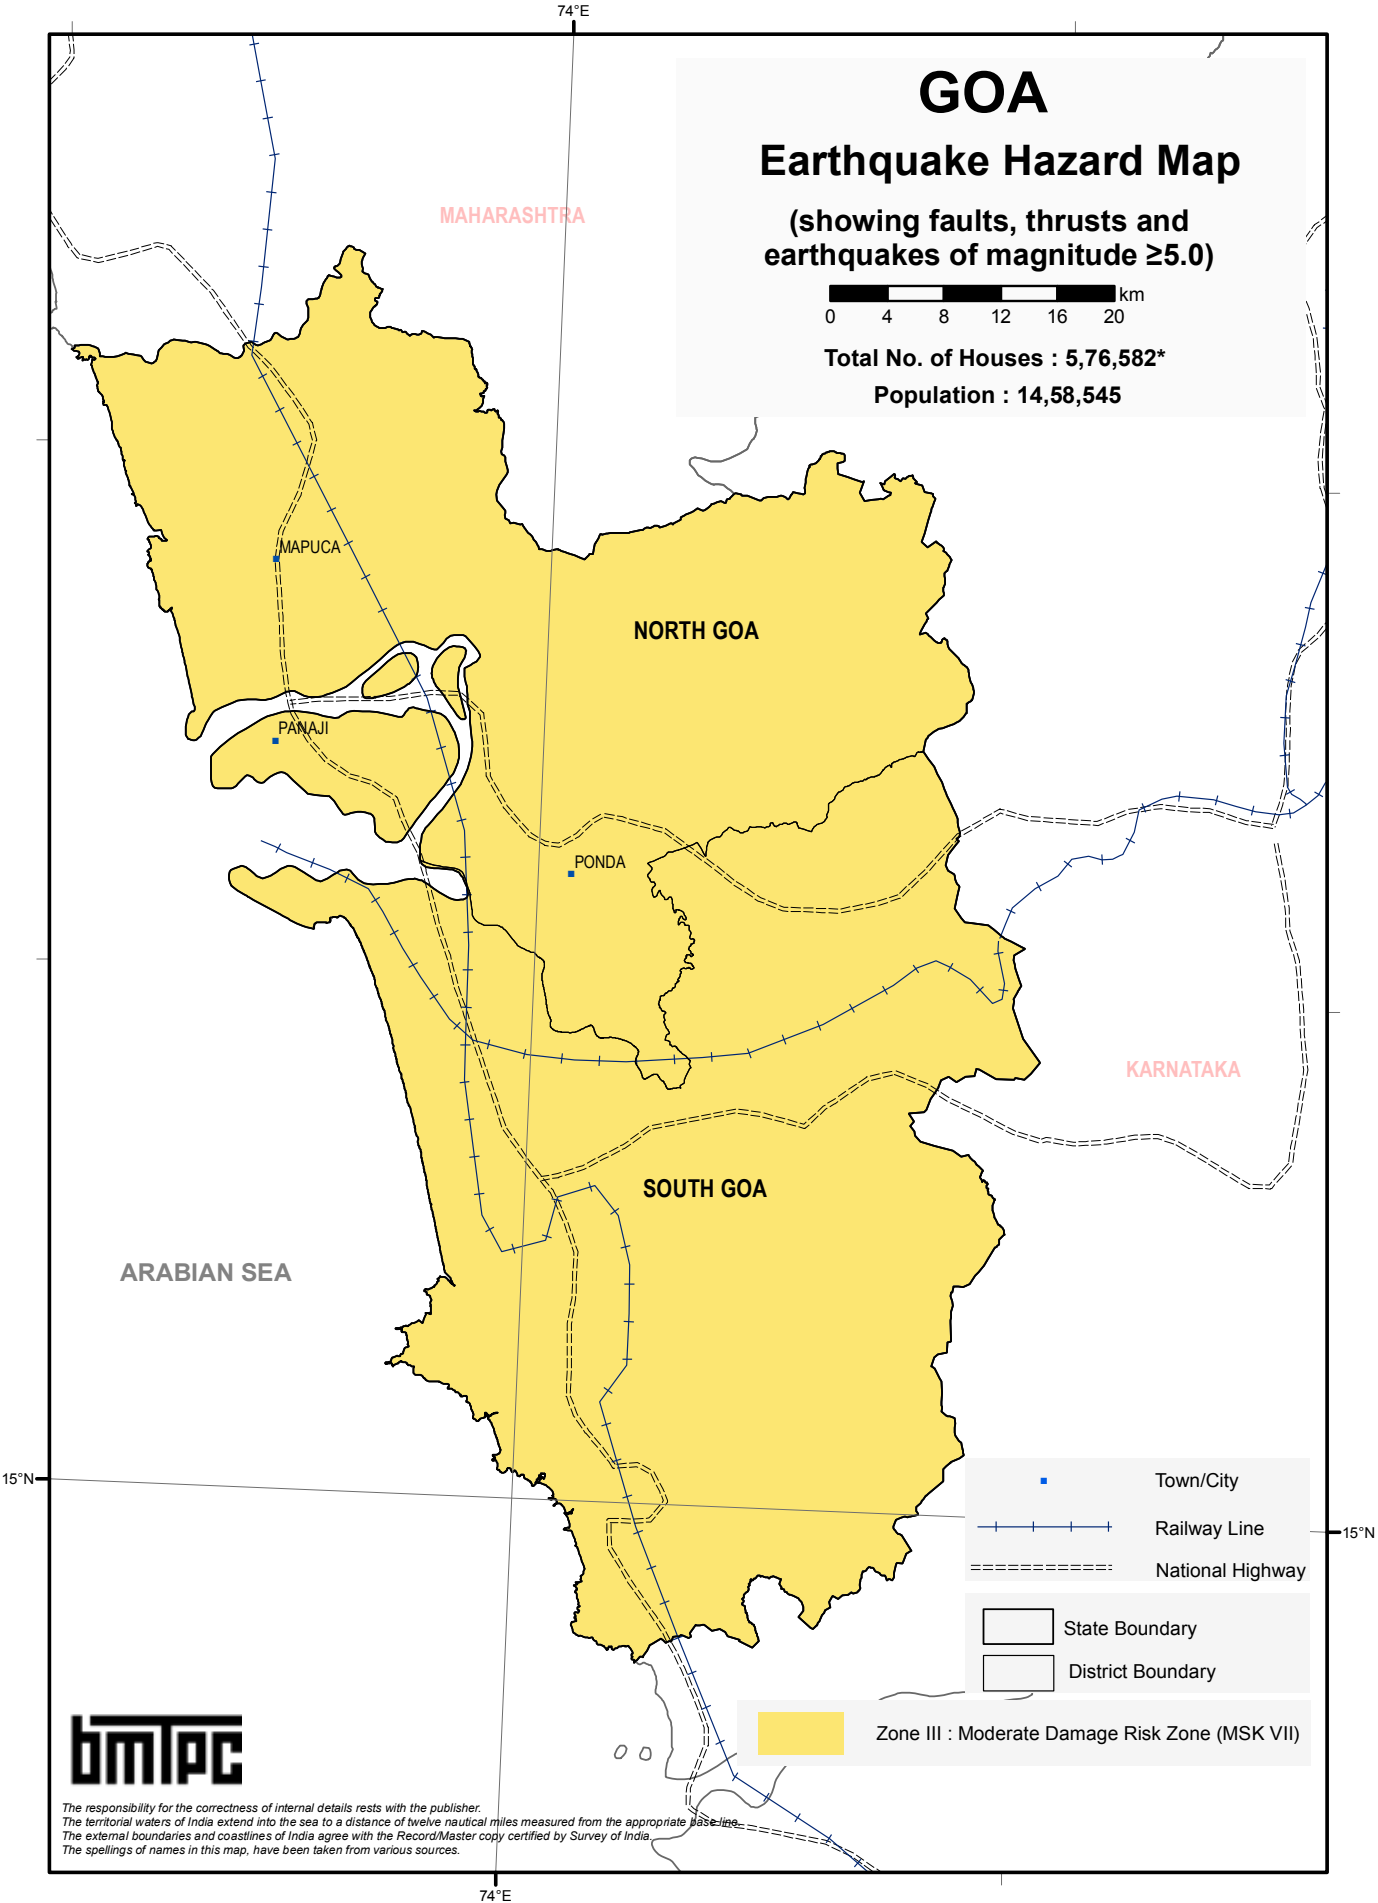 74°E
GOA
Earthquake Hazard Map
(showing faults, thrusts and
earthquakes of magnitude ≥5.0)
km
0 4 8 12 16 20
Total No. of Houses : 5,76,582*
Population : 14,58,545
MAHARASHTRA
MAPUCA
NORTH GOA
PANAJI
PONDA
KARNATAKA
SOUTH GOA
ARABIAN SEA
15°N
15°N
Town/City
Railway Line
National Highway
State Boundary
District Boundary
Zone III : Moderate Damage Risk Zone (MSK VII)
bmTPC
The responsibility for the correctness of internal details rests with the publisher.
The territorial waters of India extend into the sea to a distance of twelve nautical miles measured from the appropriate base line.
The external boundaries and coastlines of India agree with the Record/Master copy certified by Survey of India.
The spellings of names in this map, have been taken from various sources.
74°E